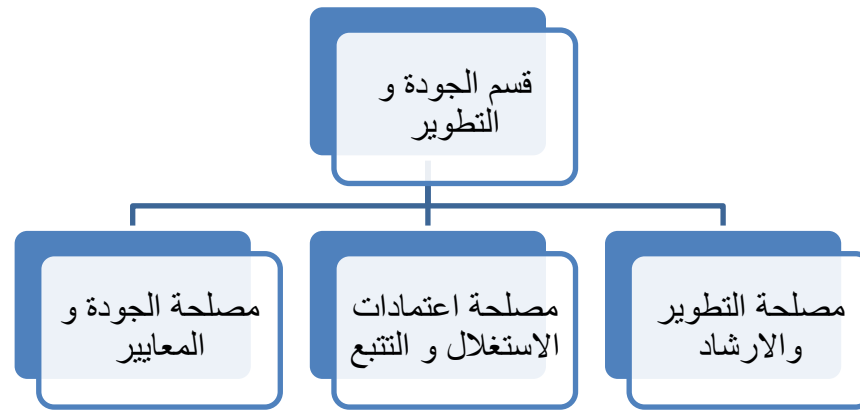 قسم الجودة و
التطوير
مصلحة التطوير
والارشاد
مصلحة اعتمادات
الاستغلال و التتبع
مصلحة الجودة و
المعايير